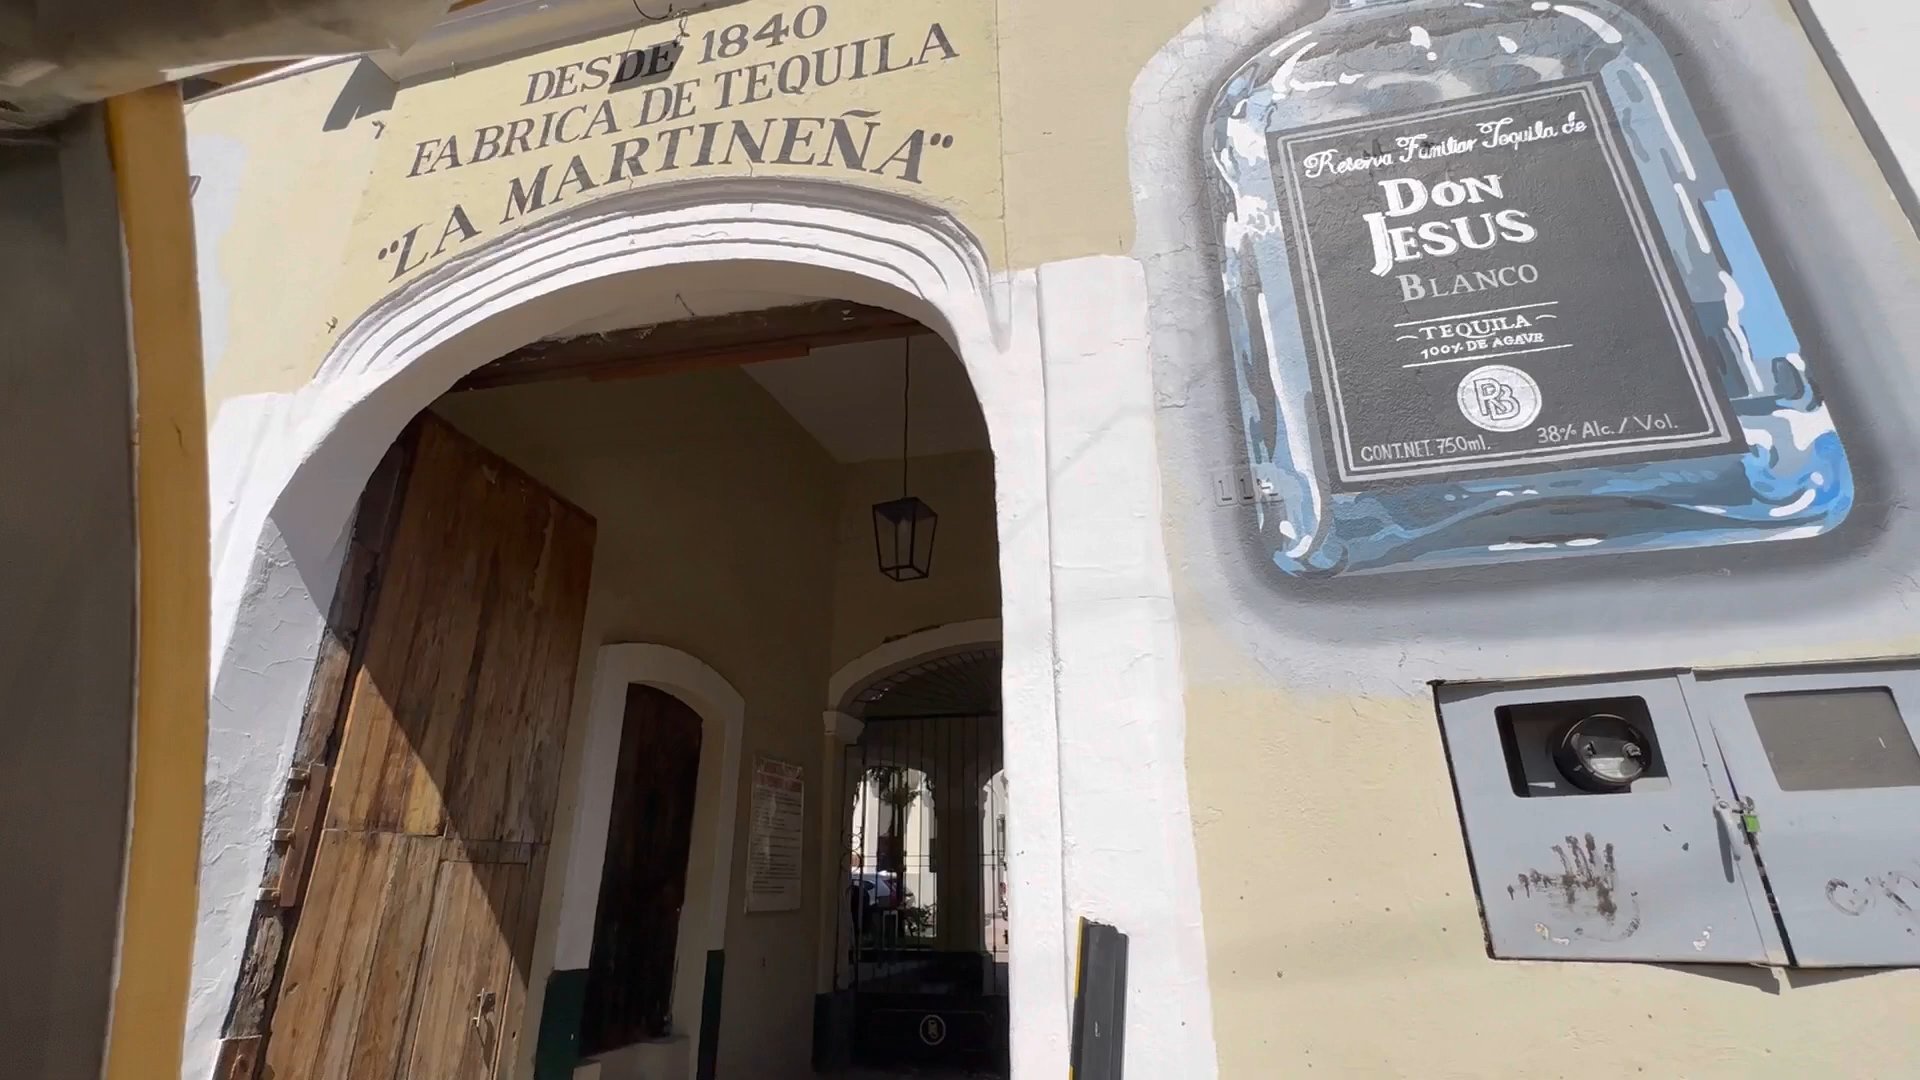 DESDE 1840
FABRICA DE TEQUILA
"LA MARTINEÑA"
Reserva Familiar Tequila de
DON
JESUS
BLANCO
TEQUILA
100% DE AGAVE
RB
CONT.NET. 750ml. 38% Alc./Vol.